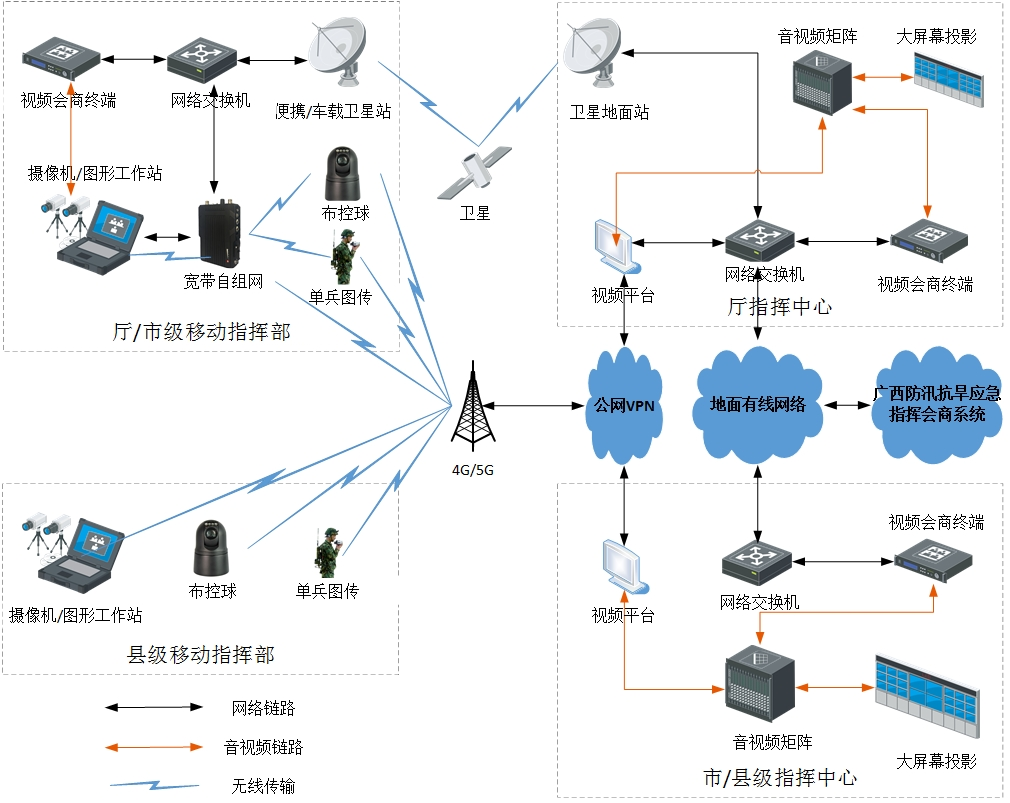 视频会商终端
网络交换机
便携/车载卫星站
摄像机/图形工作站
布控球
宽带自组网
单兵图传
厅/市级移动指挥部
卫星
卫星地面站
音视频矩阵
大屏幕投影
视频平台
网络交换机
视频会商终端
厅指挥中心
公网VPN
地面有线网络
广西防汛抗旱应急
指挥会商系统
4G/5G
摄像机/图形工作站
布控球
单兵图传
县级移动指挥部
视频会商终端
视频平台
网络交换机
音视频矩阵
大屏幕投影
市/县级指挥中心
网络链路
音视频链路
无线传输